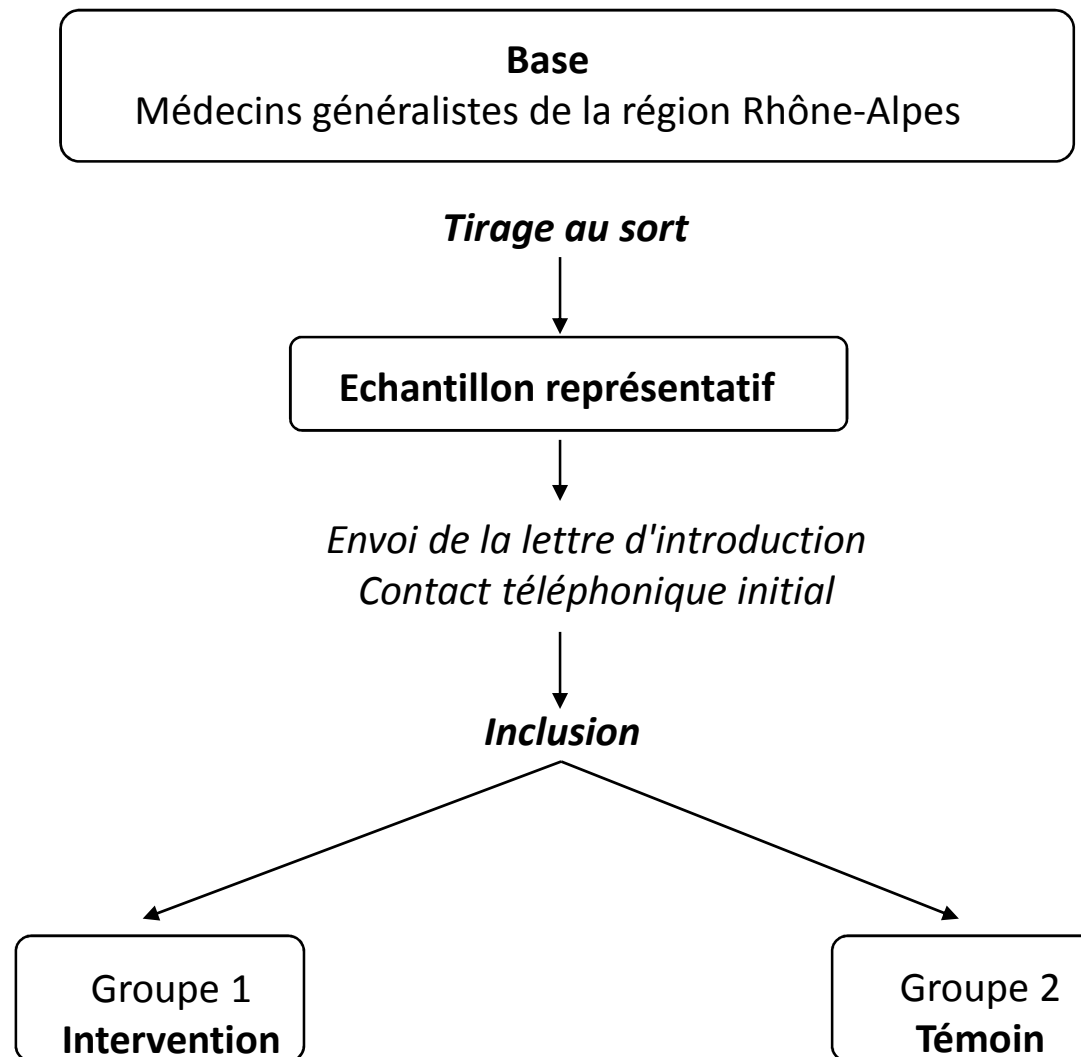 Base
Médecins généralistes de la région Rhône-Alpes
Tirage au sort
Echantillon représentatif
Envoi de la lettre d'introduction
Contact téléphonique initial
Inclusion
Groupe 1
Intervention
Groupe 2
Témoin